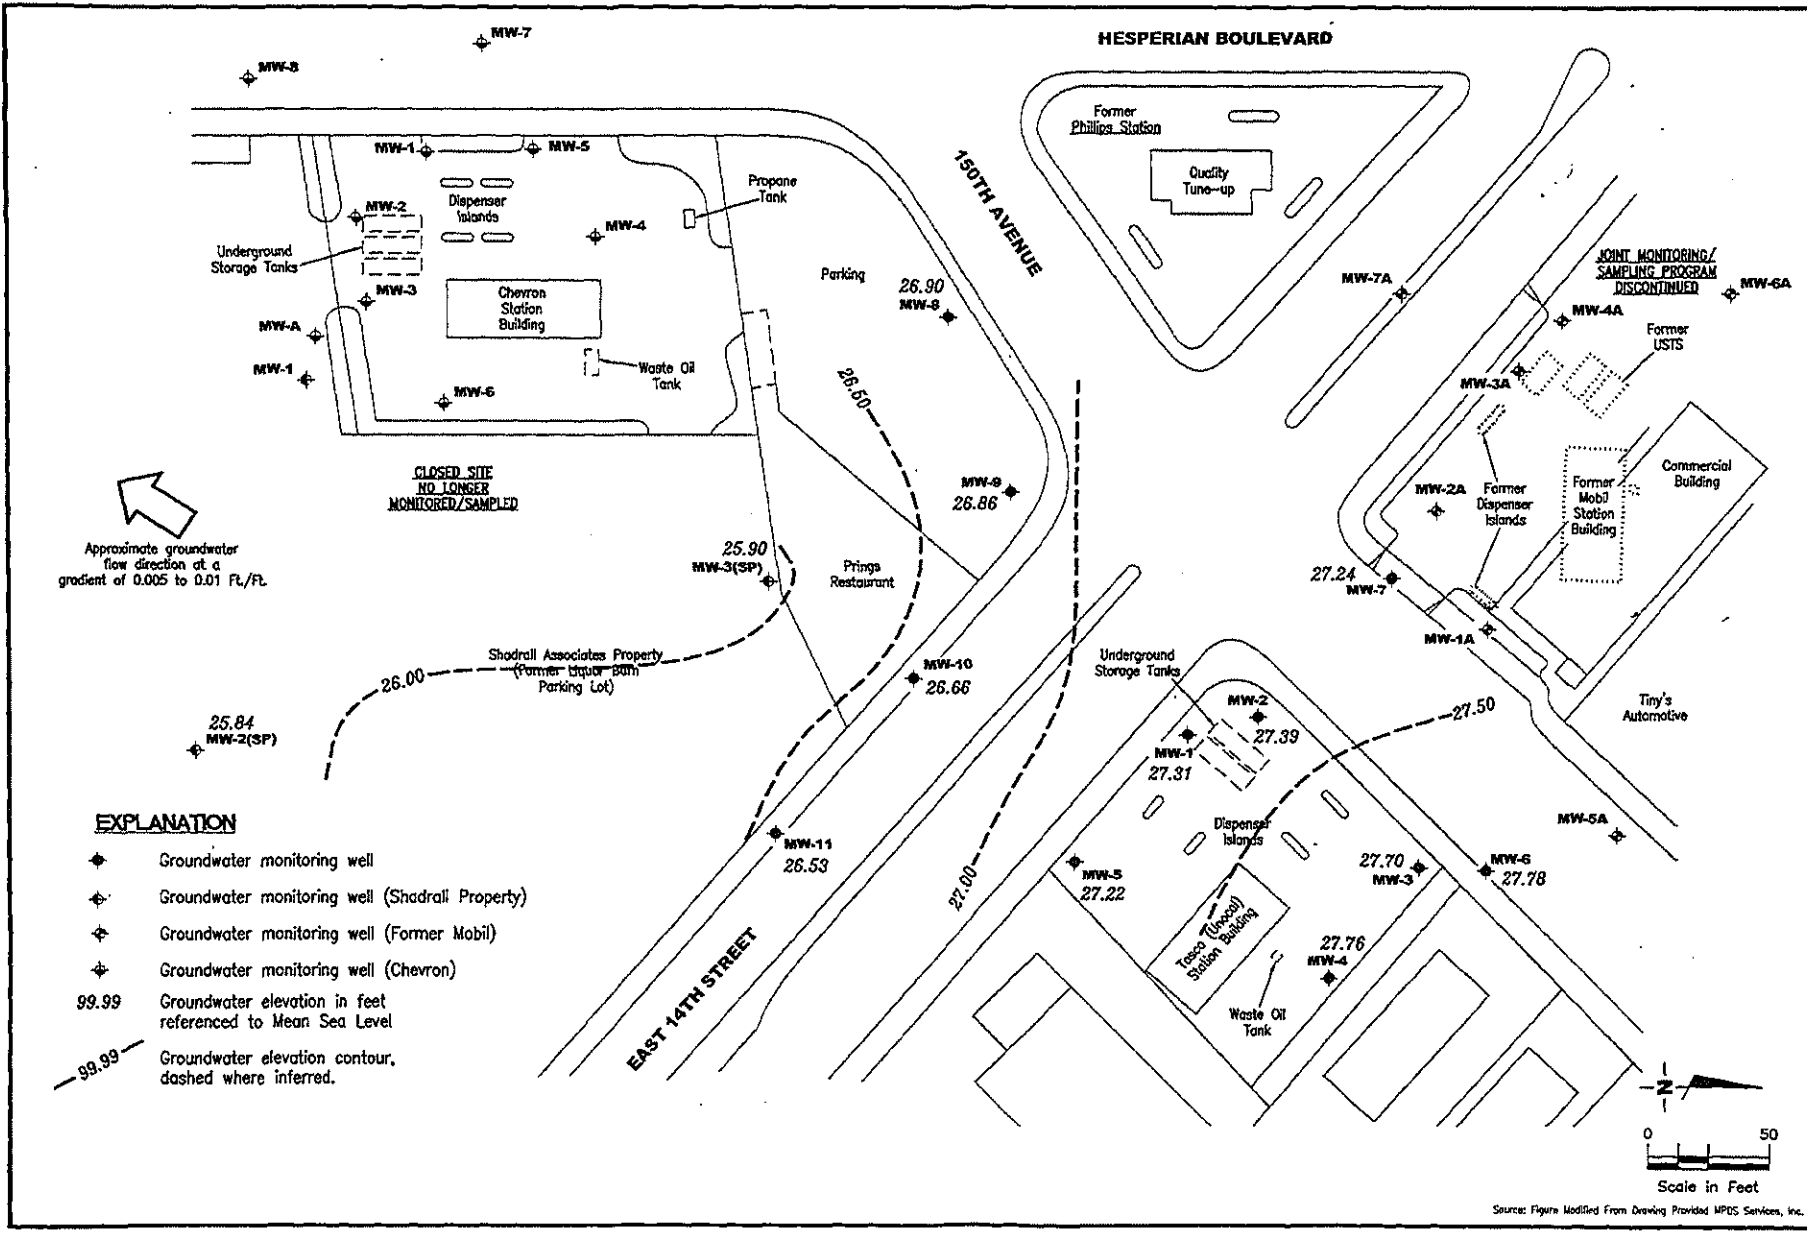 MW-7
HESPERIAN BOULEVARD
MW-8
Former
Phillips Station
MW-1
MW-5
150TH AVENUE
Quality
Tune-up
Propane
Tank
Dispenser
Islands
MW-2
MW-4
Underground
Storage Tanks
JOINT MONITORING/
SAMPLING PROGRAM
DISCONTINUED
Parking
MW-7A
MW-6A
26.90
MW-8
MW-3
Chevron
Station
Building
MW-4A
MW-A
Former
USTS
MW-1
Waste Oil
Tank
26.50
MW-3A
MW-6
CLOSED SITE
NO LONGER
MONITORED/SAMPLED
Commercial
Building
MW-9
26.86
MW-2A
Former
Dispenser
Islands
Former
Mobil
Station
Building
Approximate groundwater
flow direction at a
gradient of 0.005 to 0.01 Ft./Ft.
25.90
MW-3(SP)
Prings
Restaurant
27.24
MW-7
MW-1A
Shadrall Associates Property
(Former Liquor Barn
Parking Lot)
26.00
MW-10
26.66
Underground
Storage Tanks
MW-2
27.39
27.50
Tiny's
Automotive
25.84
MW-2(SP)
MW-1
27.31
EXPLANATION
Groundwater monitoring well
Groundwater monitoring well (Shadrall Property)
Groundwater monitoring well (Former Mobil)
Groundwater monitoring well (Chevron)
99.99 Groundwater elevation in feet
referenced to Mean Sea Level
99.99 Groundwater elevation contour,
dashed where inferred.
MW-11
26.53
Dispenser
Islands
MW-5A
MW-5
27.22
27.70
MW-3
MW-6
27.78
27.00
Tosco (Unocal)
Station Building
27.76
MW-4
Waste Oil
Tank
EAST 14TH STREET
N
0 50
Scale in Feet
Source: Figure Modified From Drawing Provided MPDS Services, Inc.